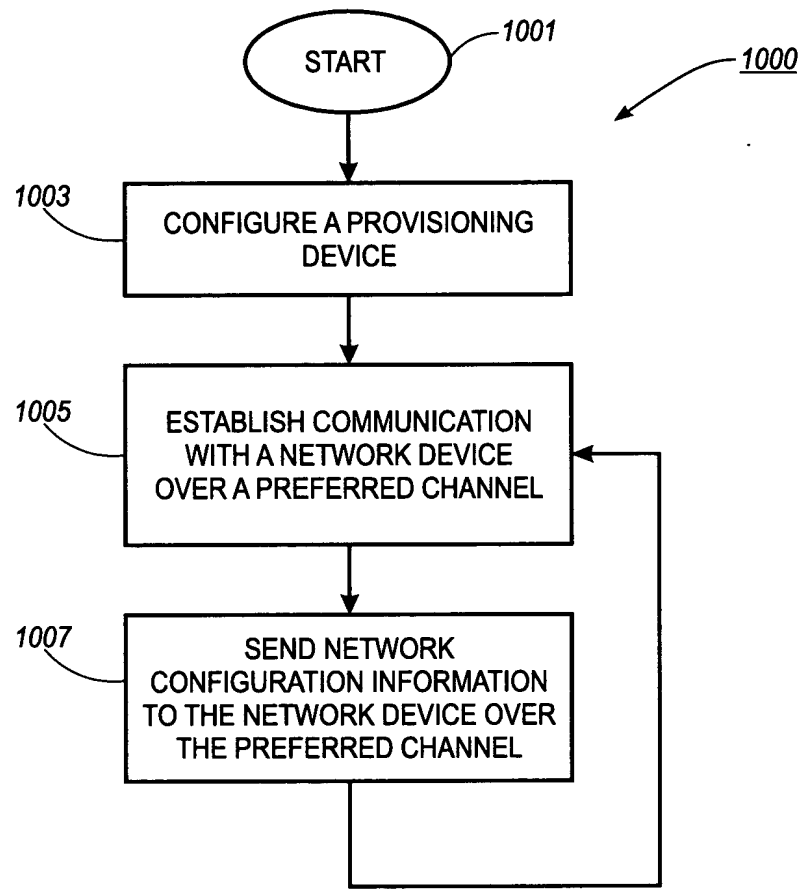 START
1001
1000
1003
CONFIGURE A PROVISIONING
DEVICE
1005
ESTABLISH COMMUNICATION
WITH A NETWORK DEVICE
OVER A PREFERRED CHANNEL
1007
SEND NETWORK
CONFIGURATION INFORMATION
TO THE NETWORK DEVICE OVER
THE PREFERRED CHANNEL